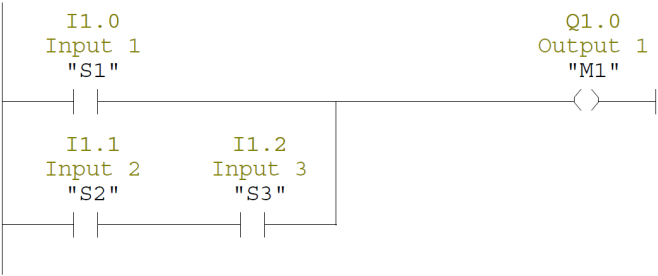 I1.0
Input 1
"S1"
Q1.0
Output 1
"M1"
I1.1
Input 2
"S2"
I1.2
Input 3
"S3"